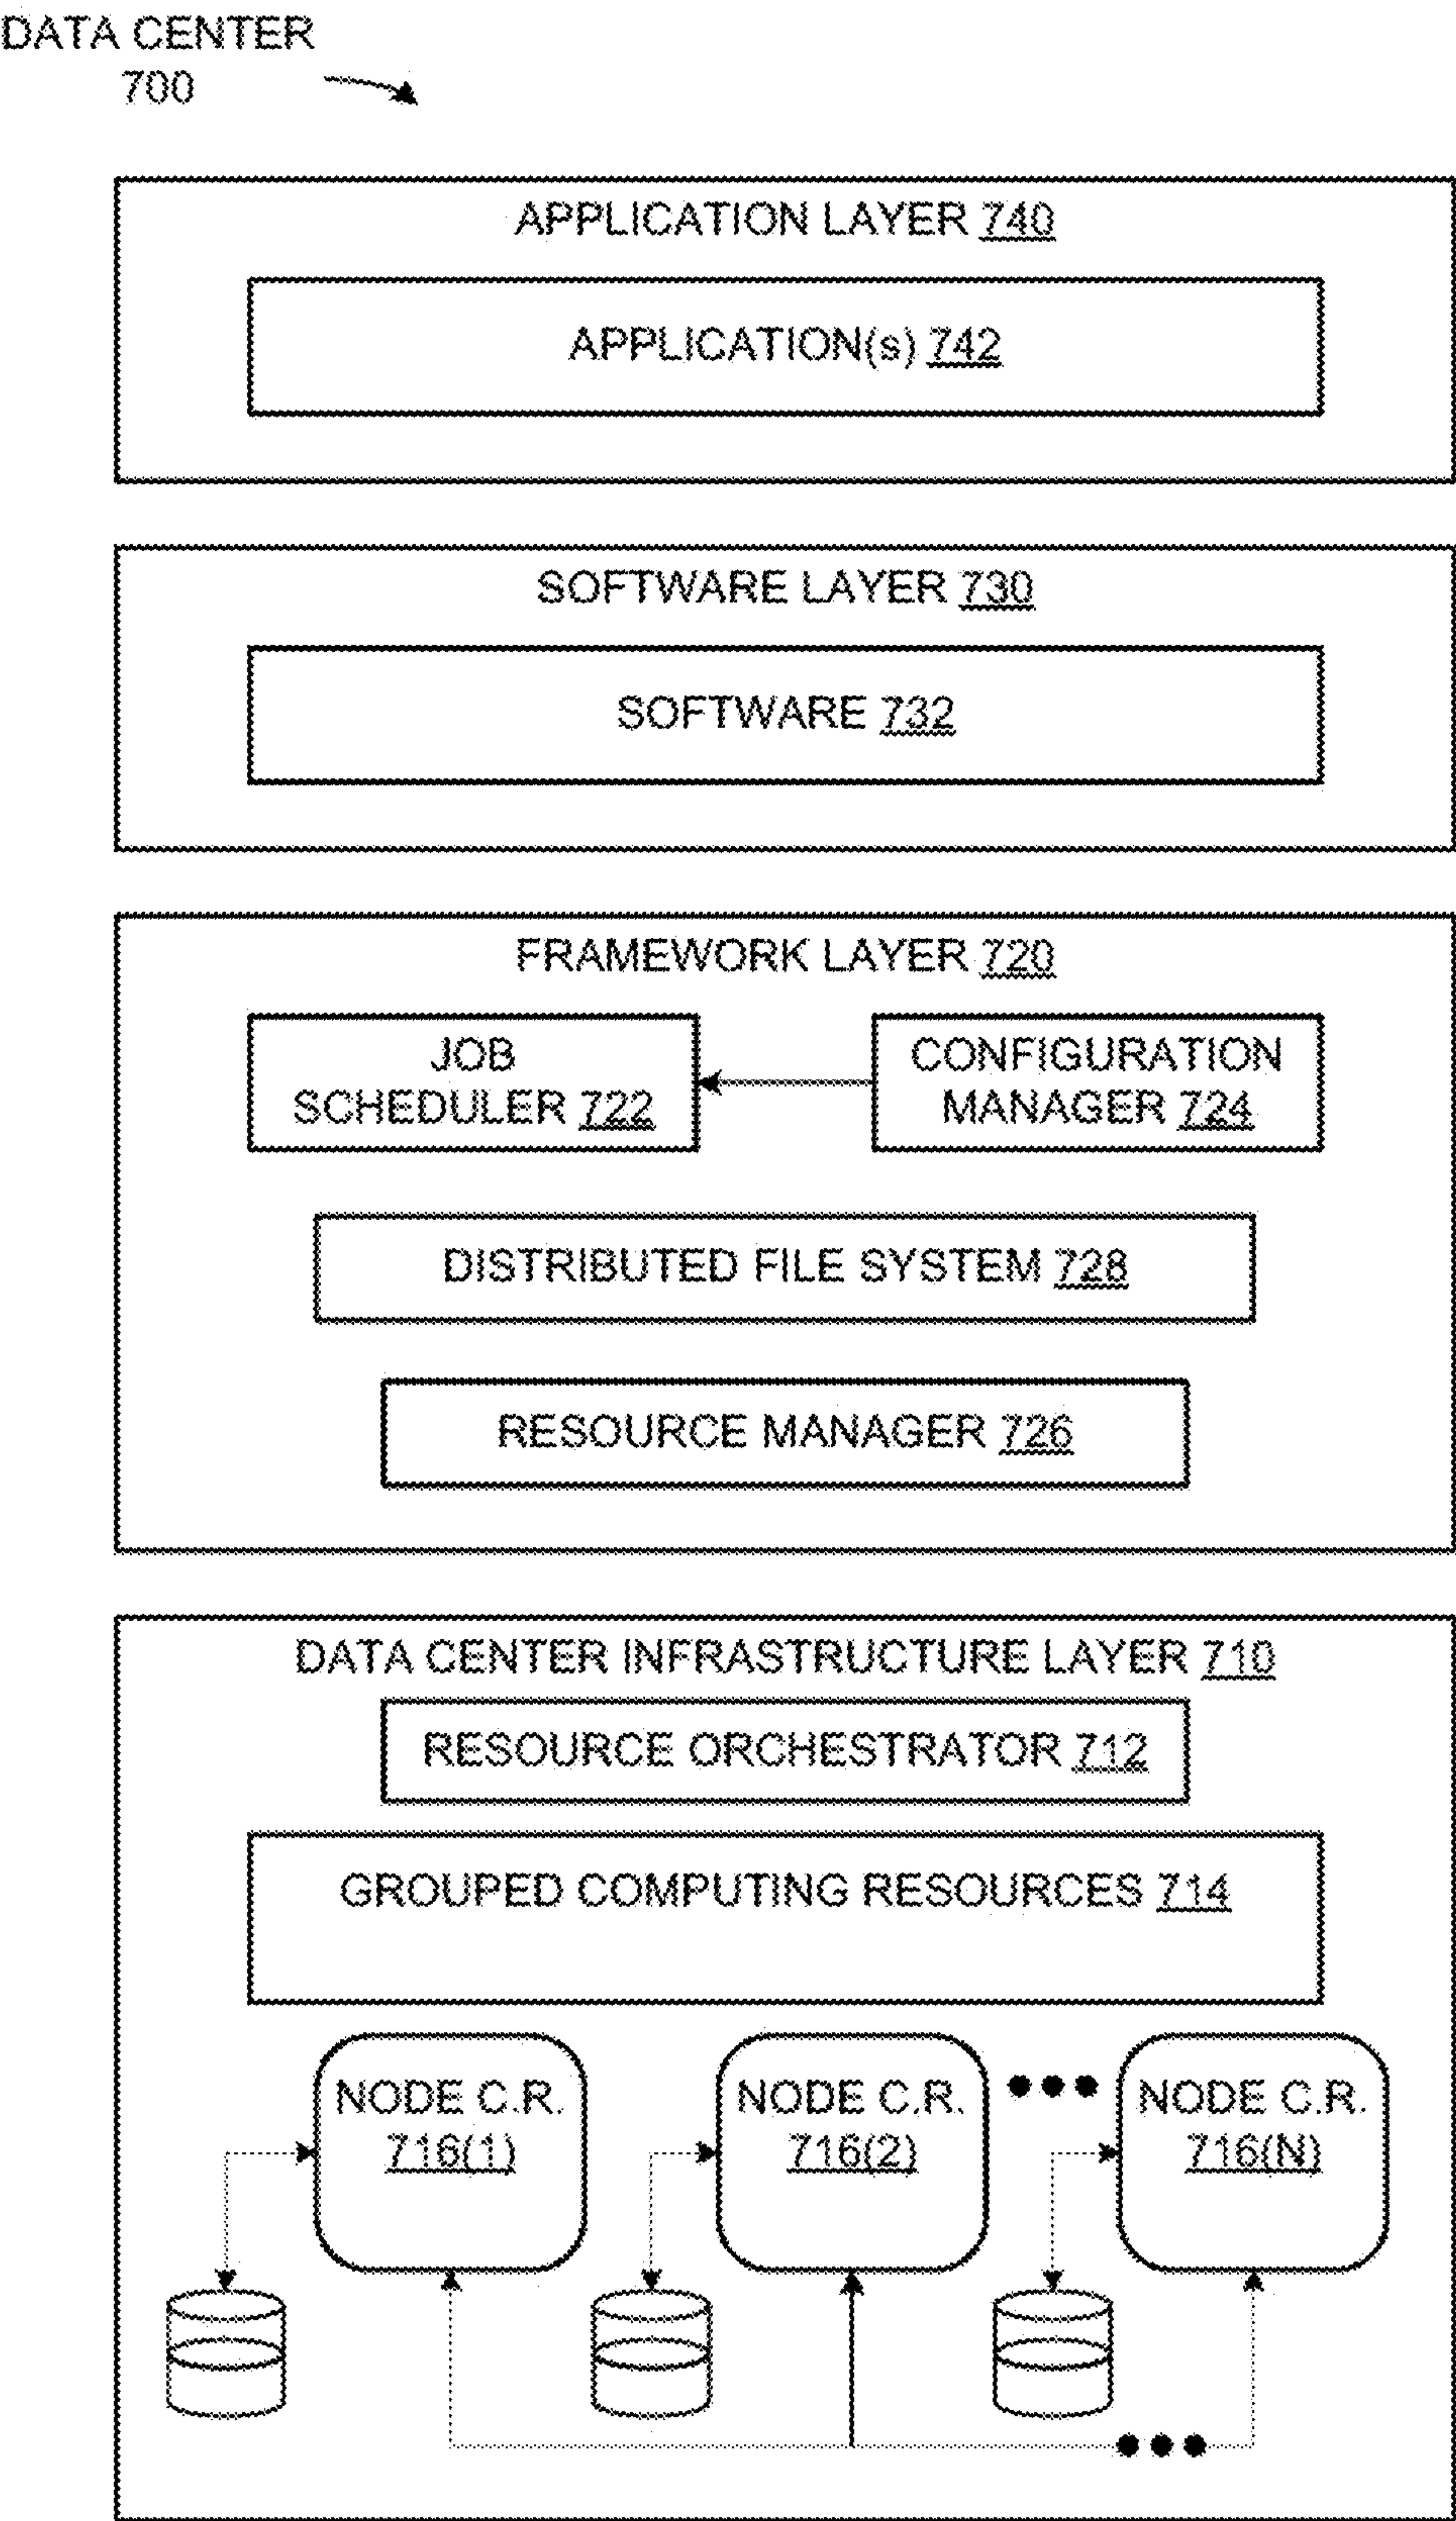 DATA CENTER
700
APPLICATION LAYER 740
APPLICATION(s) 742
SOFTWARE LAYER 730
SOFTWARE 732
FRAMEWORK LAYER 720
JOB
SCHEDULER 722
CONFIGURATION
MANAGER 724
DISTRIBUTED FILE SYSTEM 728
RESOURCE MANAGER 726
DATA CENTER INFRASTRUCTURE LAYER 710
RESOURCE ORCHESTRATOR 712
GROUPED COMPUTING RESOURCES 714
NODE C.R.
716(1)
NODE C.R.
716(2)
NODE C.R.
716(N)